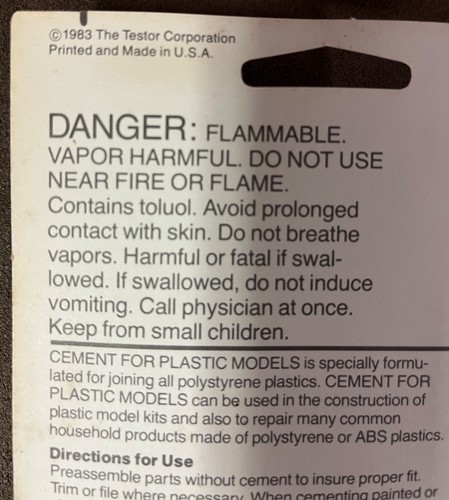 ©1983 The Testor Corporation
Printed and Made in U.S.A.
DANGER: FLAMMABLE.
VAPOR HARMFUL. DO NOT USE
NEAR FIRE OR FLAME.
Contains toluol. Avoid prolonged
contact with skin. Do not breathe
vapors. Harmful or fatal if swal-
lowed. If swallowed, do not induce
vomiting. Call physician at once.
Keep from small children.
CEMENT FOR PLASTIC MODELS is specially formu-
lated for joining all polystyrene plastics. CEMENT FOR
PLASTIC MODELS can be used in the construction of
plastic model kits and also to repair many common
household products made of polystyrene or ABS plastics.
Directions for Use
Preassemble parts without cement to insure proper fit.
Trim or file where necessary. When cementing painted or